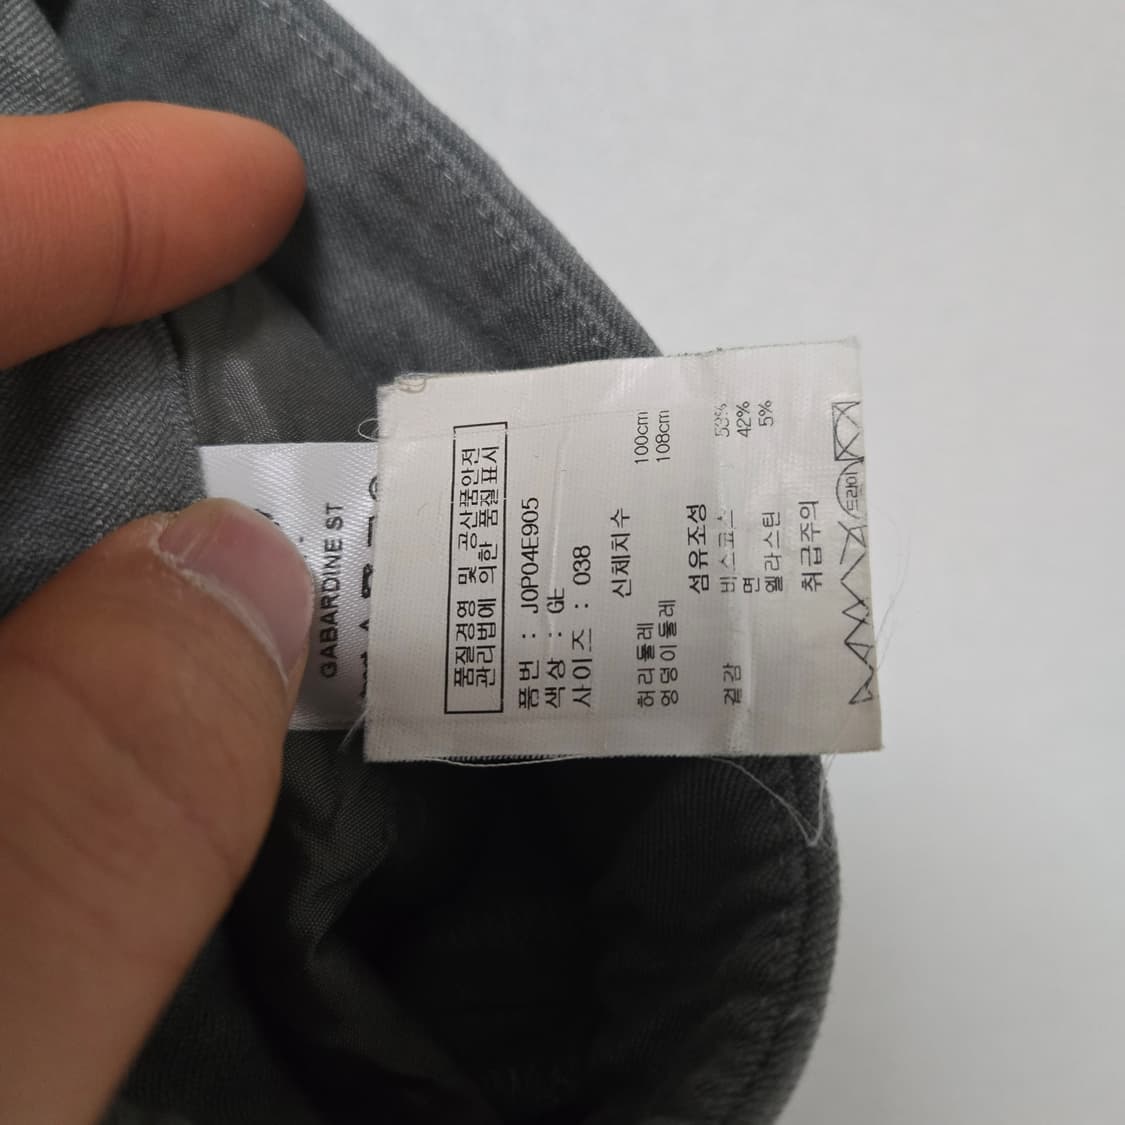 GABARDINE ST
품질경영 및 공산품안전
관리법에 의한 품질표시
품번 : JOP04E905
색상 : GE
사이즈 : 038
신체치수
허리둘레 100cm
엉덩이둘레 108cm
섬유조성
겉감 비스코스 53%
면 42%
엘라스틴 5%
취급주의
드라이